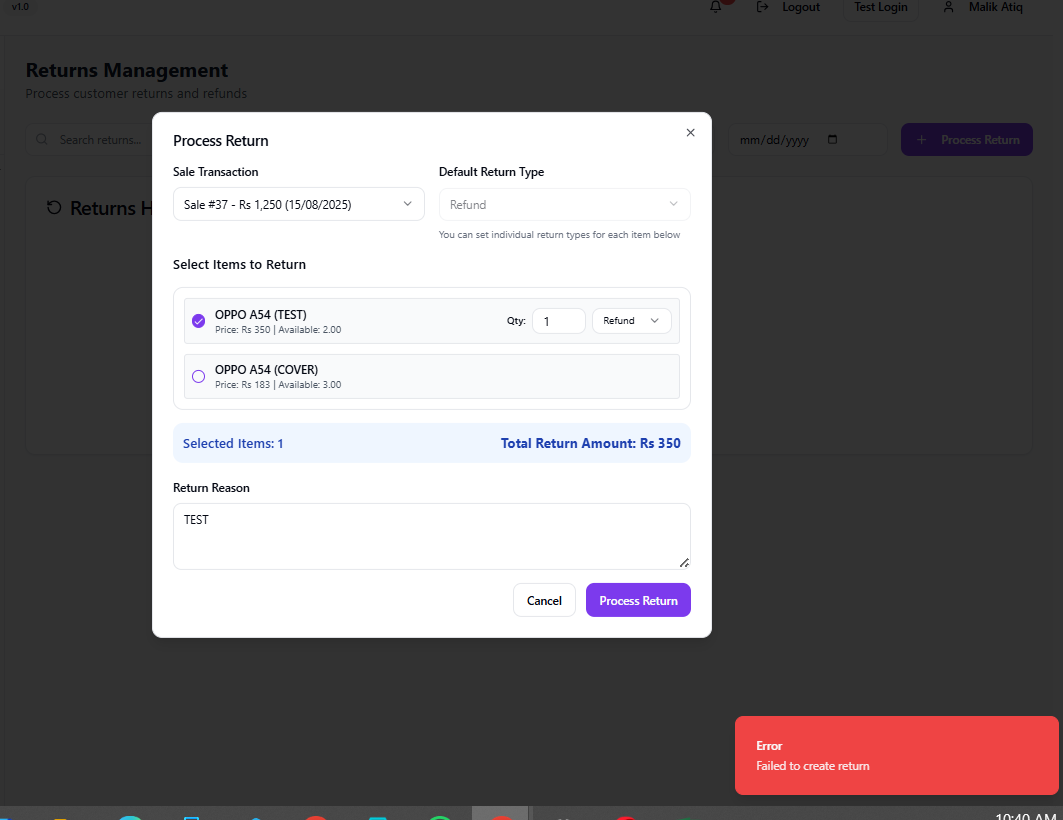 v1.0
Logout
Test Login
Malik Atiq
Returns Management
Process customer returns and refunds
Search returns...
mm/dd/yyyy
+ Process Return
Returns H
Process Return
Sale Transaction
Default Return Type
Sale #37 - Rs 1,250 (15/08/2025)
Refund
You can set individual return types for each item below
Select Items to Return
OPPO A54 (TEST)
Price: Rs 350 | Available: 2.00
Qty:
1
Refund
OPPO A54 (COVER)
Price: Rs 183 | Available: 3.00
Selected Items: 1
Total Return Amount: Rs 350
Return Reason
TEST
Cancel
Process Return
Error
Failed to create return
10:40 AM